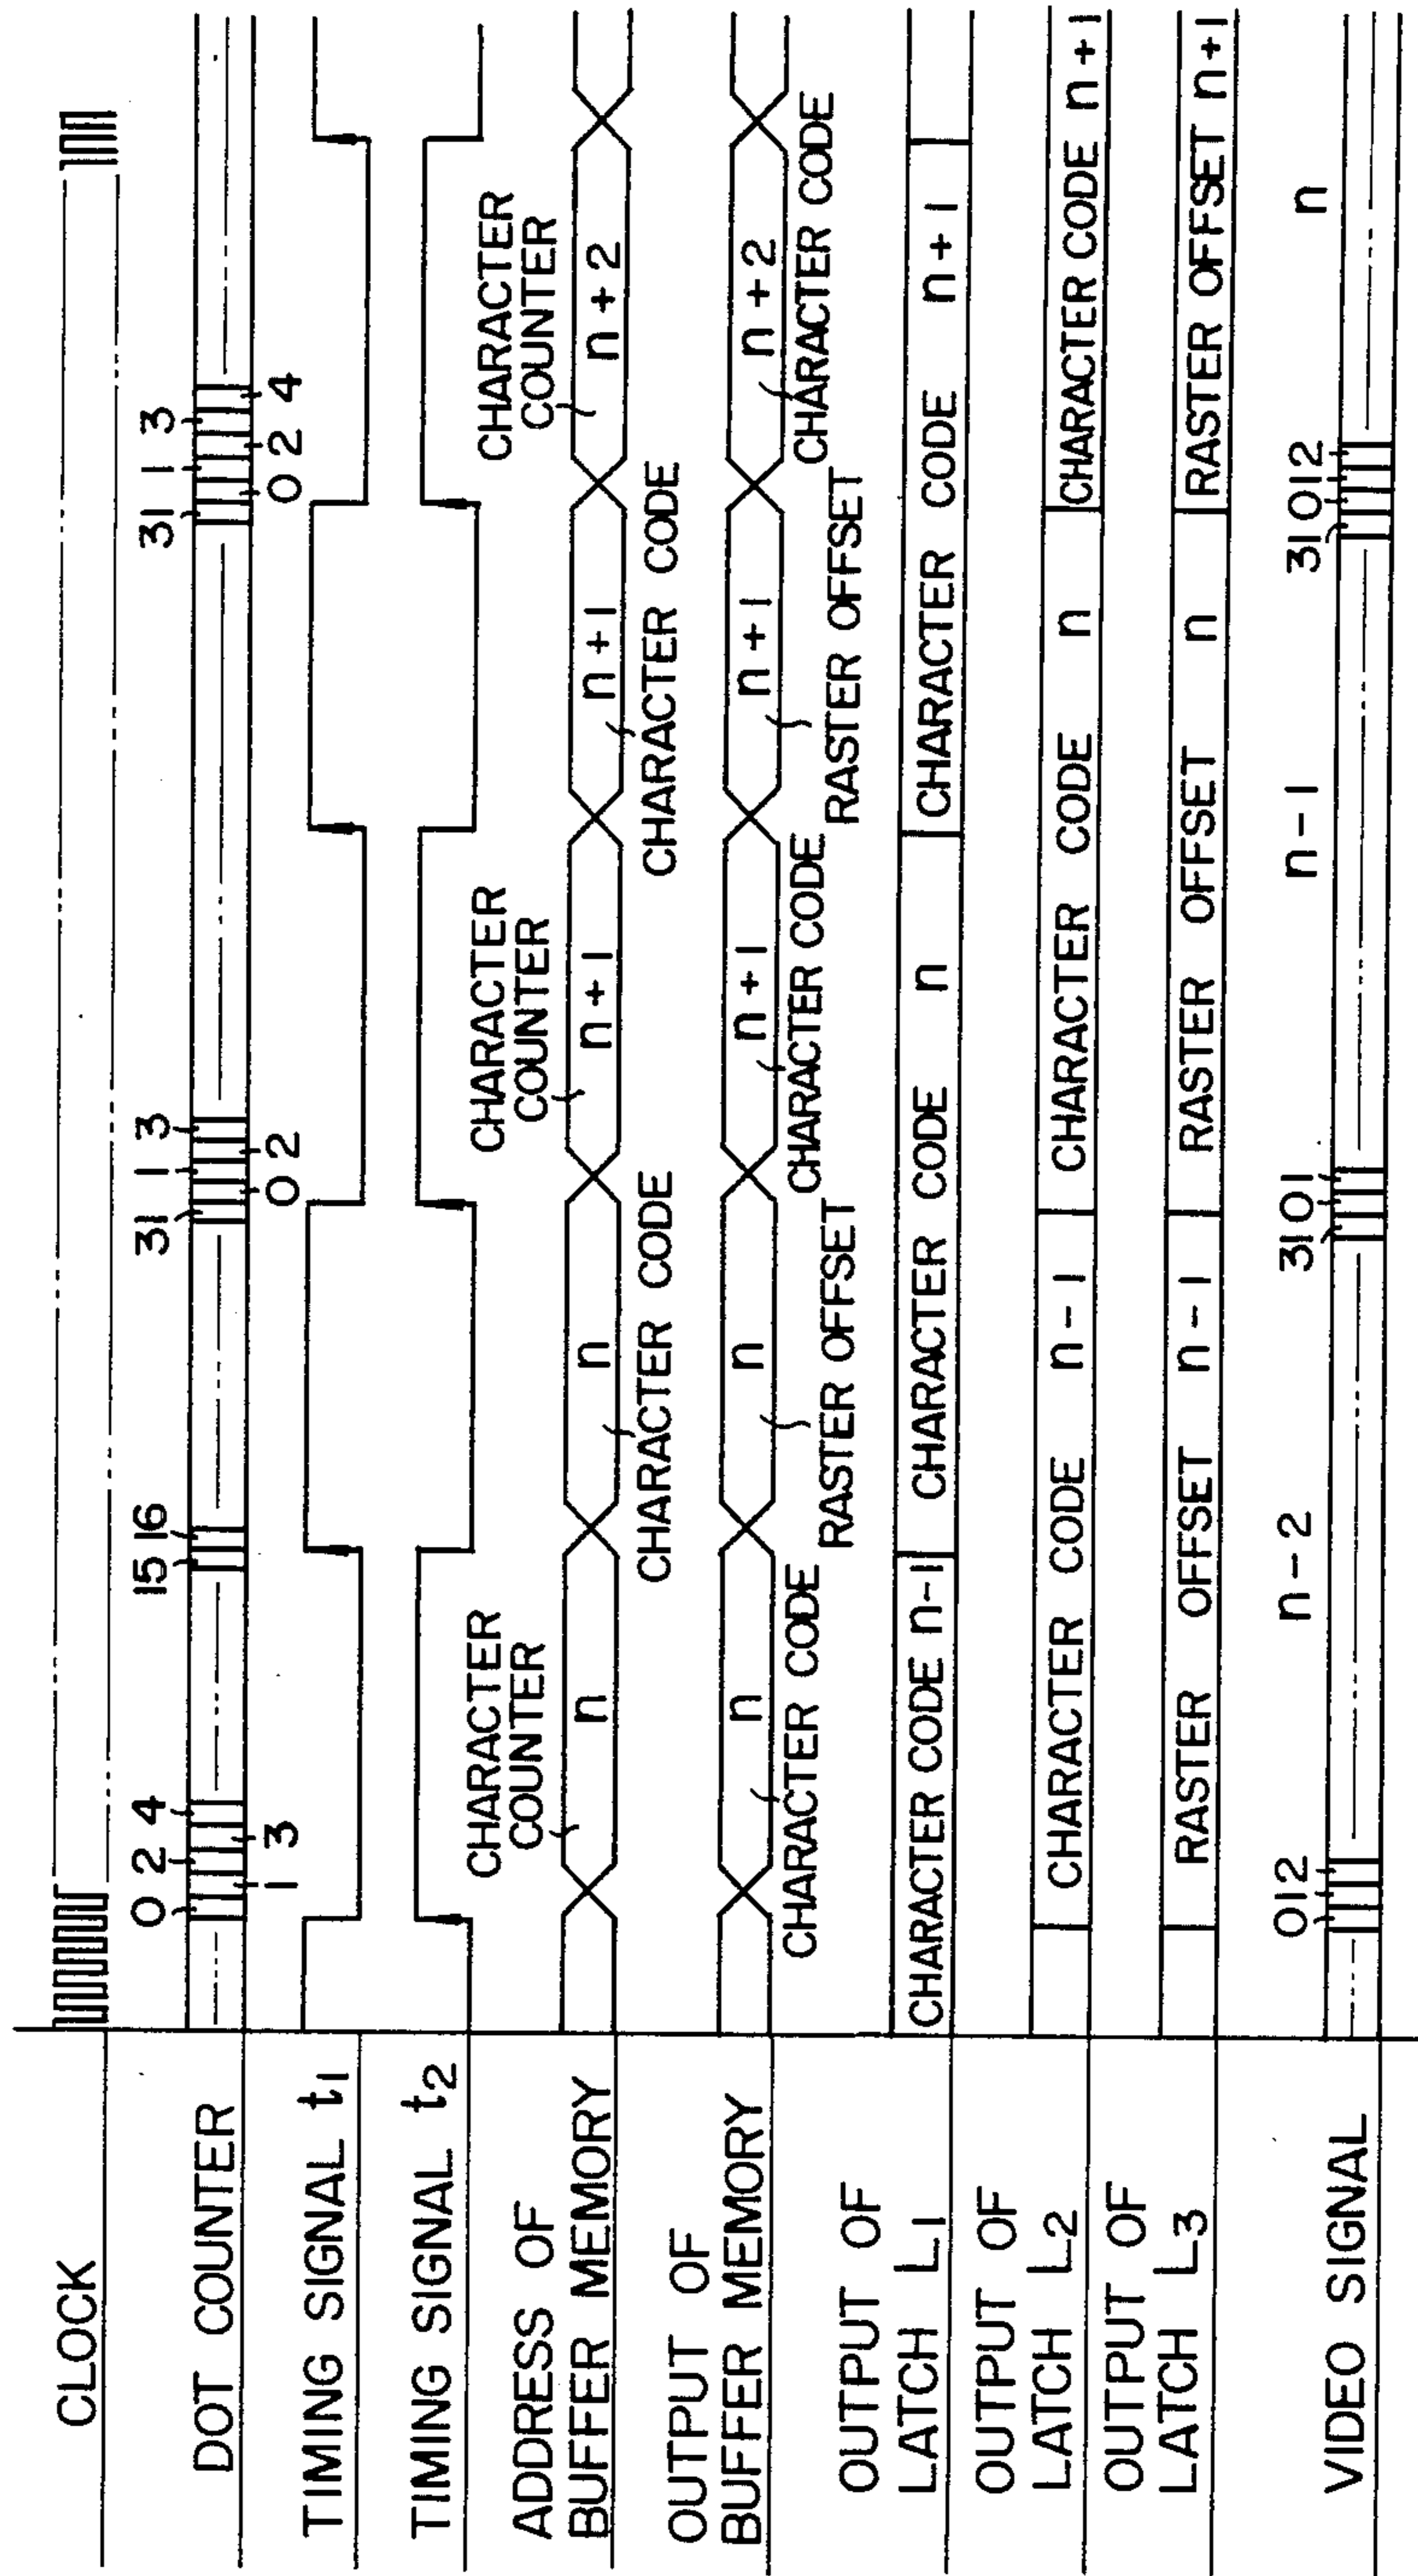 CLOCK
DOT COUNTER
0 2 4
1 3
15 16
31 1 3
0 2
31 1 3
0 2 4
TIMING SIGNAL t1
TIMING SIGNAL t2
ADDRESS OF
BUFFER MEMORY
CHARACTER
COUNTER
n
n
CHARACTER CODE
CHARACTER
COUNTER
n+1
n+1
CHARACTER CODE
CHARACTER
COUNTER
n+2
OUTPUT OF
BUFFER MEMORY
n
CHARACTER CODE
n
RASTER OFFSET
n+1
CHARACTER CODE
n+1
RASTER OFFSET
n+2
CHARACTER CODE
OUTPUT OF
LATCH L1
CHARACTER CODE n-1
CHARACTER CODE n
CHARACTER CODE n+1
OUTPUT OF
LATCH L2
CHARACTER CODE n-1
CHARACTER CODE n
CHARACTER CODE n+1
OUTPUT OF
LATCH L3
RASTER OFFSET n-1
RASTER OFFSET n
RASTER OFFSET n+1
VIDEO SIGNAL
0 1 2
n-2
31 0 1
n-1
31 0 1 2
n